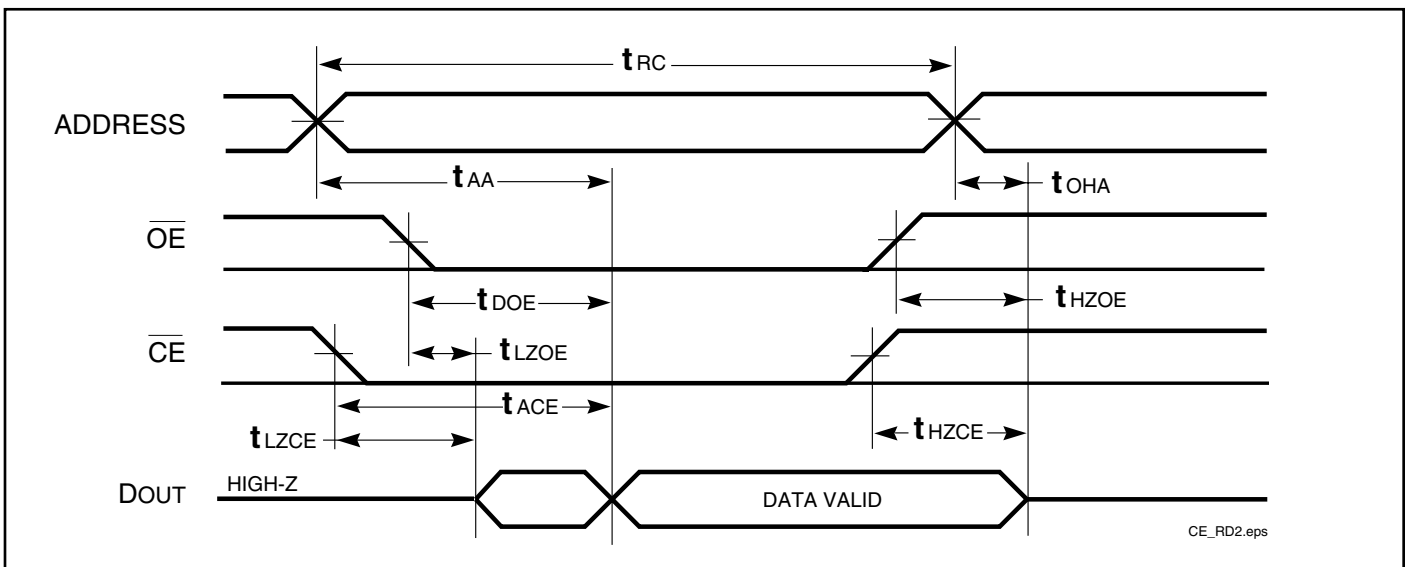 tRC
ADDRESS
tAA
tOHA
OE
tDOE
tHZOE
CE
tLZOE
tACE
tLZCE
tHZCE
DOUT
HIGH-Z
DATA VALID
CE_RD2.eps